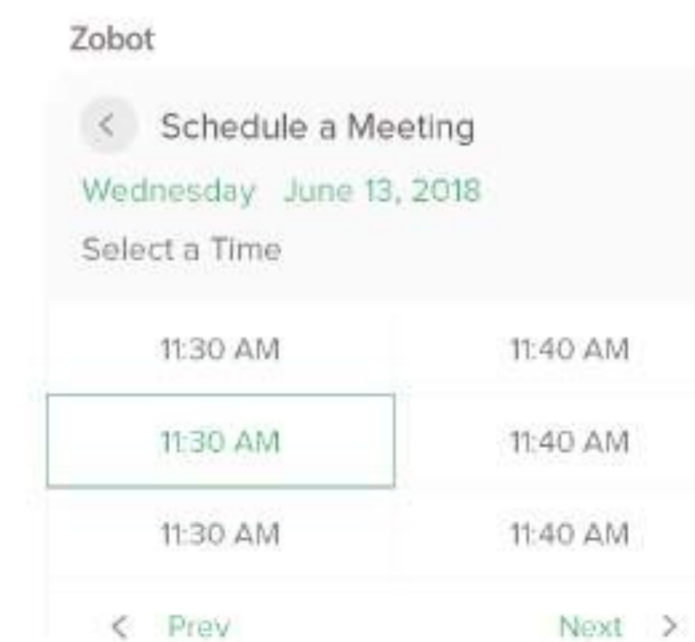 Zobot
< Schedule a Meeting
Wednesday June 13, 2018
Select a Time
11:30 AM 11:40 AM
11:30 AM 11:40 AM
11:30 AM 11:40 AM
< Prev Next >